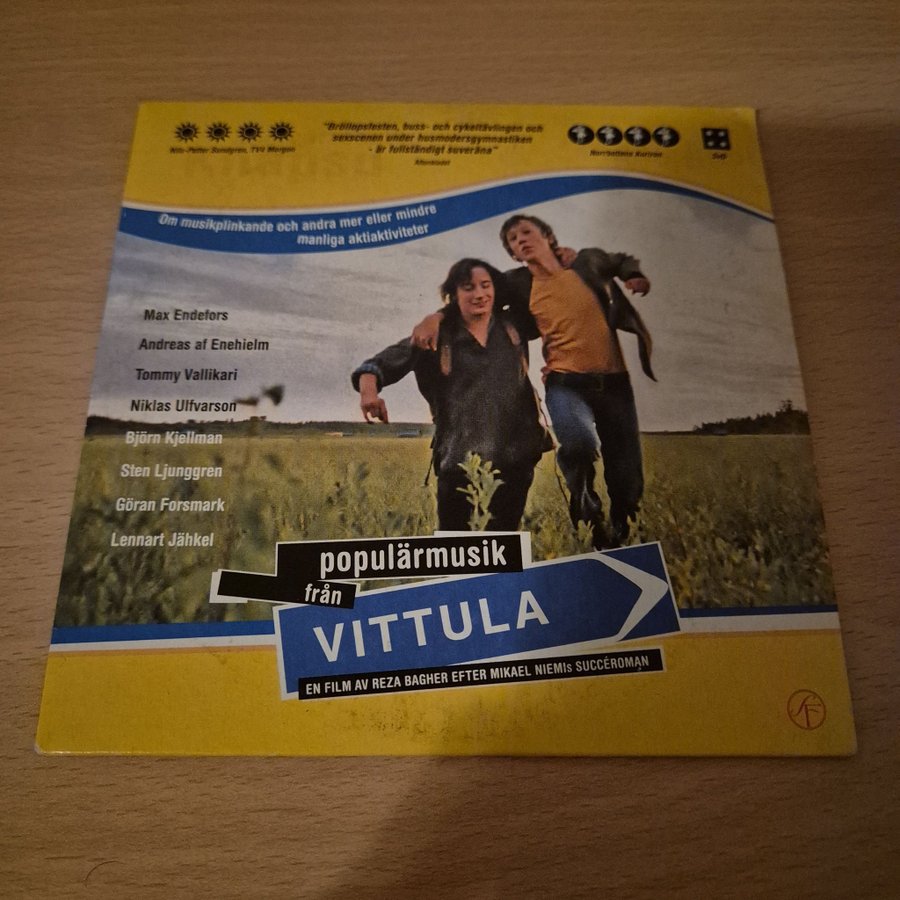 Nils-Petter Sundgren, TV4 Morgon
"Bröllopsfesten, buss- och cykeltävlingen och
sexscenen under husmodersgymnastiken
- är fullständigt suveräna"
Aftonbladet
Norrbottens Kuriren
SvD
Om musikplinkande och andra mer eller mindre
manliga aktiaktiviteter
Max Endefors
Andreas af Enehielm
Tommy Vallikari
Niklas Ulfvarson
Björn Kjellman
Sten Ljunggren
Göran Forsmark
Lennart Jähkel
populärmusik
från
VITTULA
EN FILM AV REZA BAGHER EFTER MIKAEL NIEMIs SUCCÉROMAN
SF